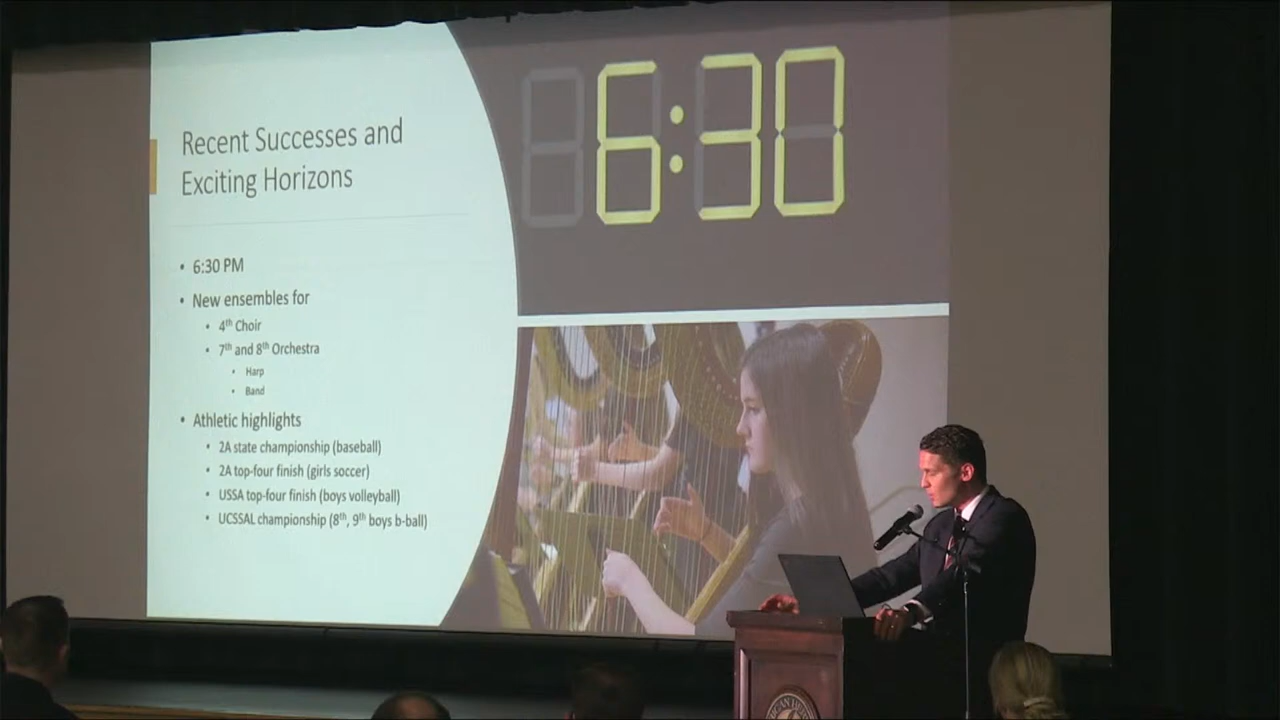 Recent Successes and
Exciting Horizons
6:30
• 6:30 PM
• New ensembles for
• 4th Choir
• 7th and 8th Orchestra
• Harp
• Band
• Athletic highlights
• 2A state championship (baseball)
• 2A top-four finish (girls soccer)
• USSA top-four finish (boys volleyball)
• UCSSAL championship (8th, 9th boys b-ball)